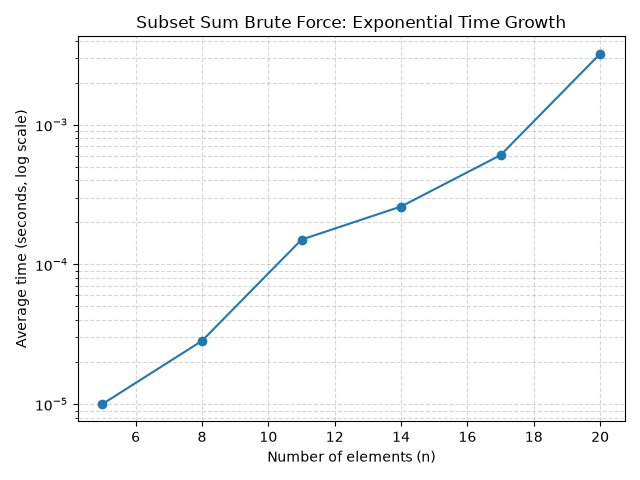 Subset Sum Brute Force: Exponential Time Growth
Average time (seconds, log scale)
10⁻³
10⁻⁴
10⁻⁵
6 8 10 12 14 16 18 20
Number of elements (n)